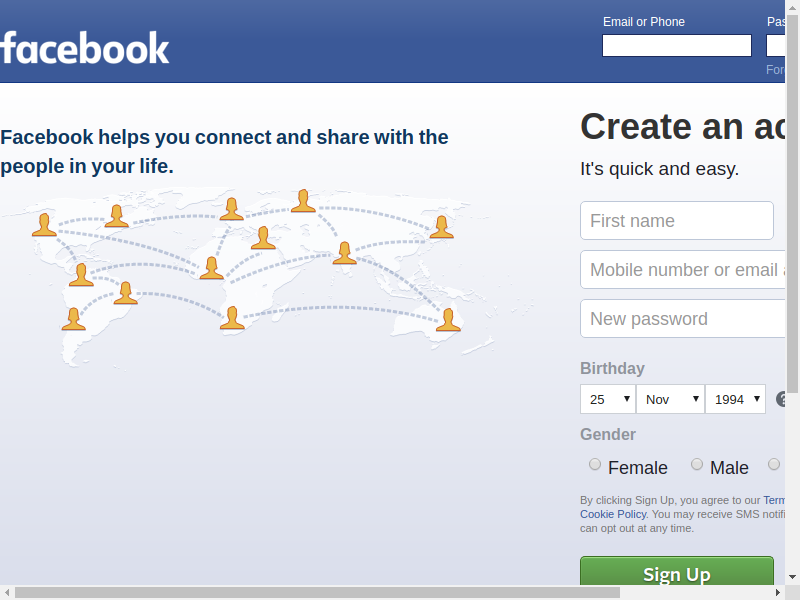 Email or Phone
Pas
facebook
For
Facebook helps you connect and share with the
people in your life.
Create an ac
It's quick and easy.
First name
Mobile number or email a
New password
Birthday
25 Nov 1994 ?
Gender
Female Male
By clicking Sign Up, you agree to our Term
Cookie Policy. You may receive SMS notifi
can opt out at any time.
Sign Up